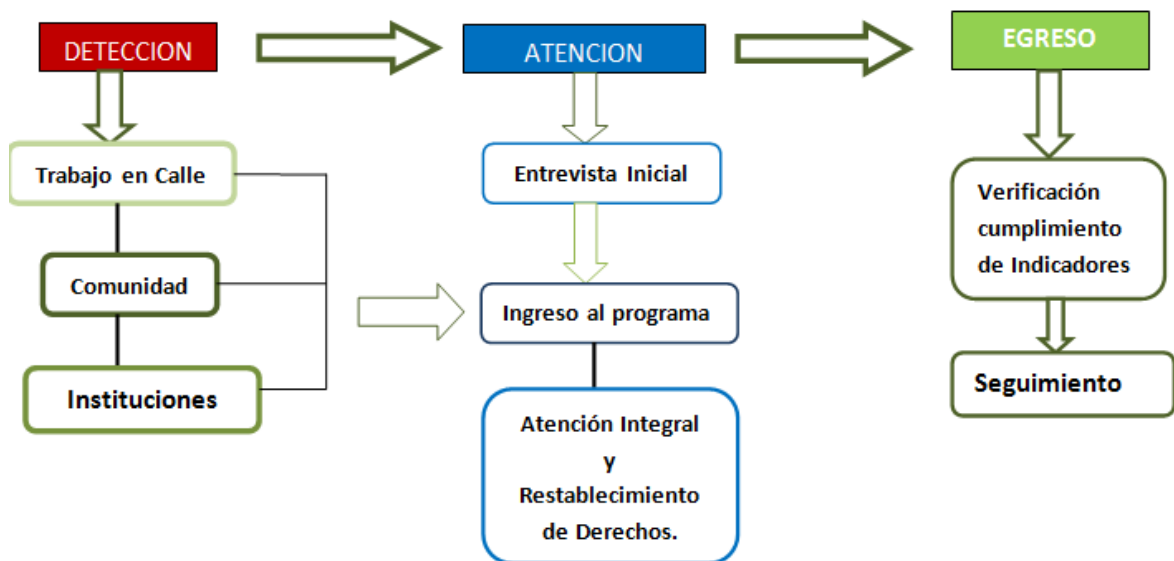 DETECCION
Trabajo en Calle
Comunidad
Instituciones
ATENCION
Entrevista Inicial
Ingreso al programa
Atención Integral
y
Restablecimiento
de Derechos.
EGRESO
Verificación
cumplimiento
de Indicadores
Seguimiento